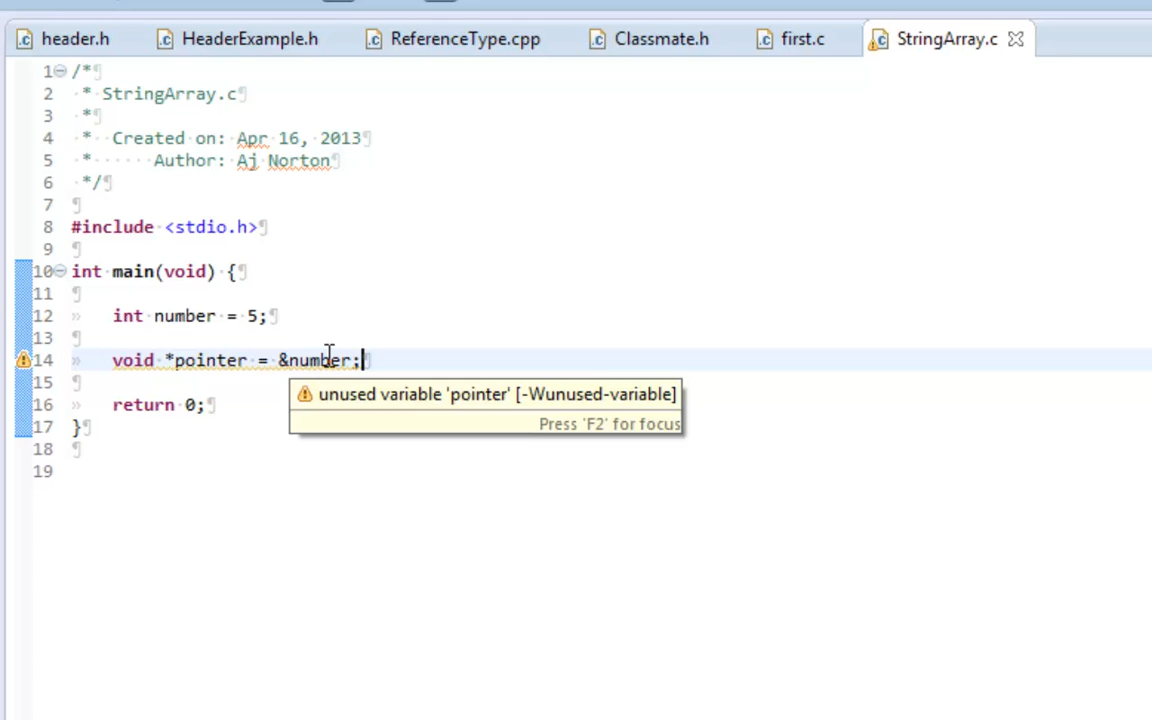 header.h HeaderExample.h ReferenceType.cpp Classmate.h first.c StringArray.c
1 /*
2 * StringArray.c
3 *
4 * Created on: Apr 16, 2013
5 * Author: Aj Norton
6 */
7
8 #include <stdio.h>
9
10 int main(void) {
11
12 int number = 5;
13
14 void *pointer = &number;
15
unused variable 'pointer' [-Wunused-variable]
16 return 0;
Press 'F2' for focus
17 }
18
19